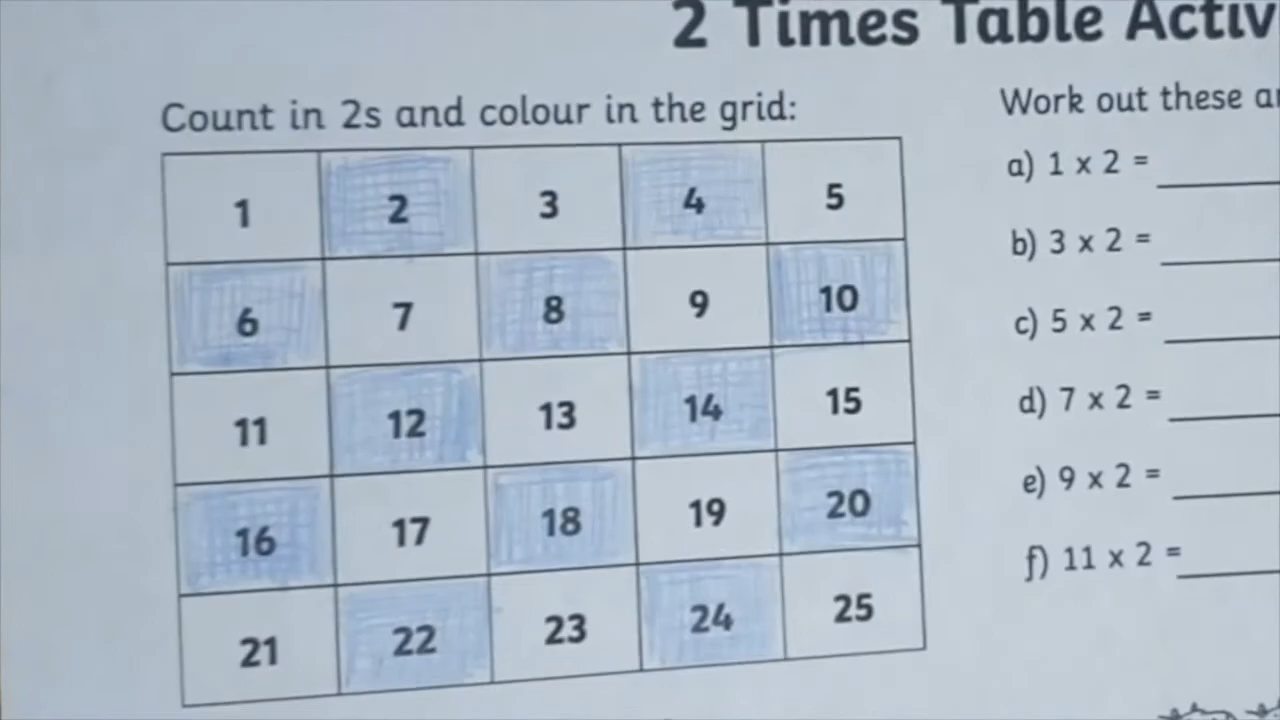 2 Times Table
Count in 2s and colour in the grid:
1 2 3 4 5
6 7 8 9 10
11 12 13 14 15
16 17 18 19 20
21 22 23 24 25
Work out these
a) 1 x 2 =
b) 3 x 2 =
c) 5 x 2 =
d) 7 x 2 =
e) 9 x 2 =
f) 11 x 2 =